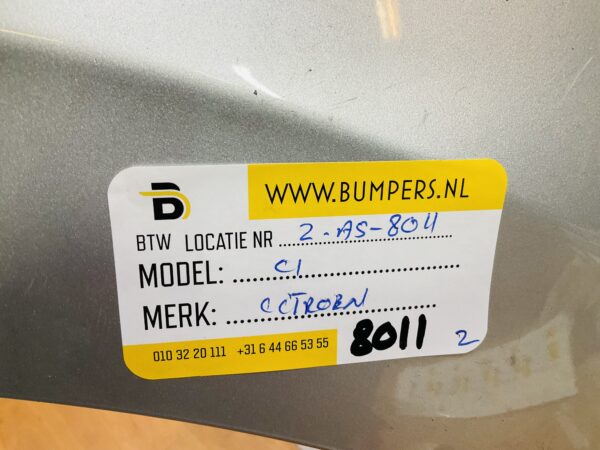 WWW.BUMPERS.NL
BTW LOCATIE NR 2-AS-8011
MODEL: C1
MERK: CITROEN
010 32 20 111 +31 6 44 66 53 55 8011 2